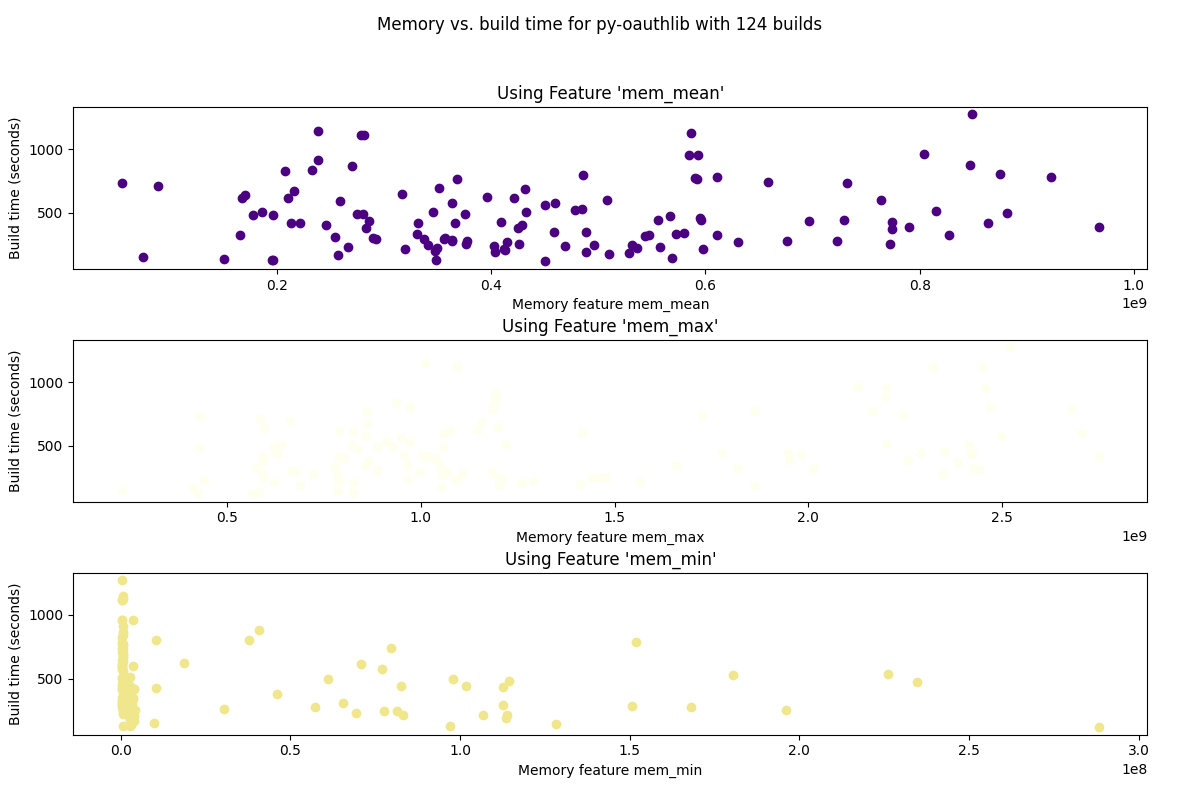 Memory vs. build time for py-oauthlib with 124 builds
Using Feature 'mem_mean'
Build time (seconds)
1000
500
0.2 0.4 0.6 0.8 1.0
Memory feature mem_mean
1e9
Using Feature 'mem_max'
Build time (seconds)
1000
500
0.5 1.0 1.5 2.0 2.5
Memory feature mem_max
1e9
Using Feature 'mem_min'
Build time (seconds)
1000
500
0.0 0.5 1.0 1.5 2.0 2.5 3.0
Memory feature mem_min
1e8